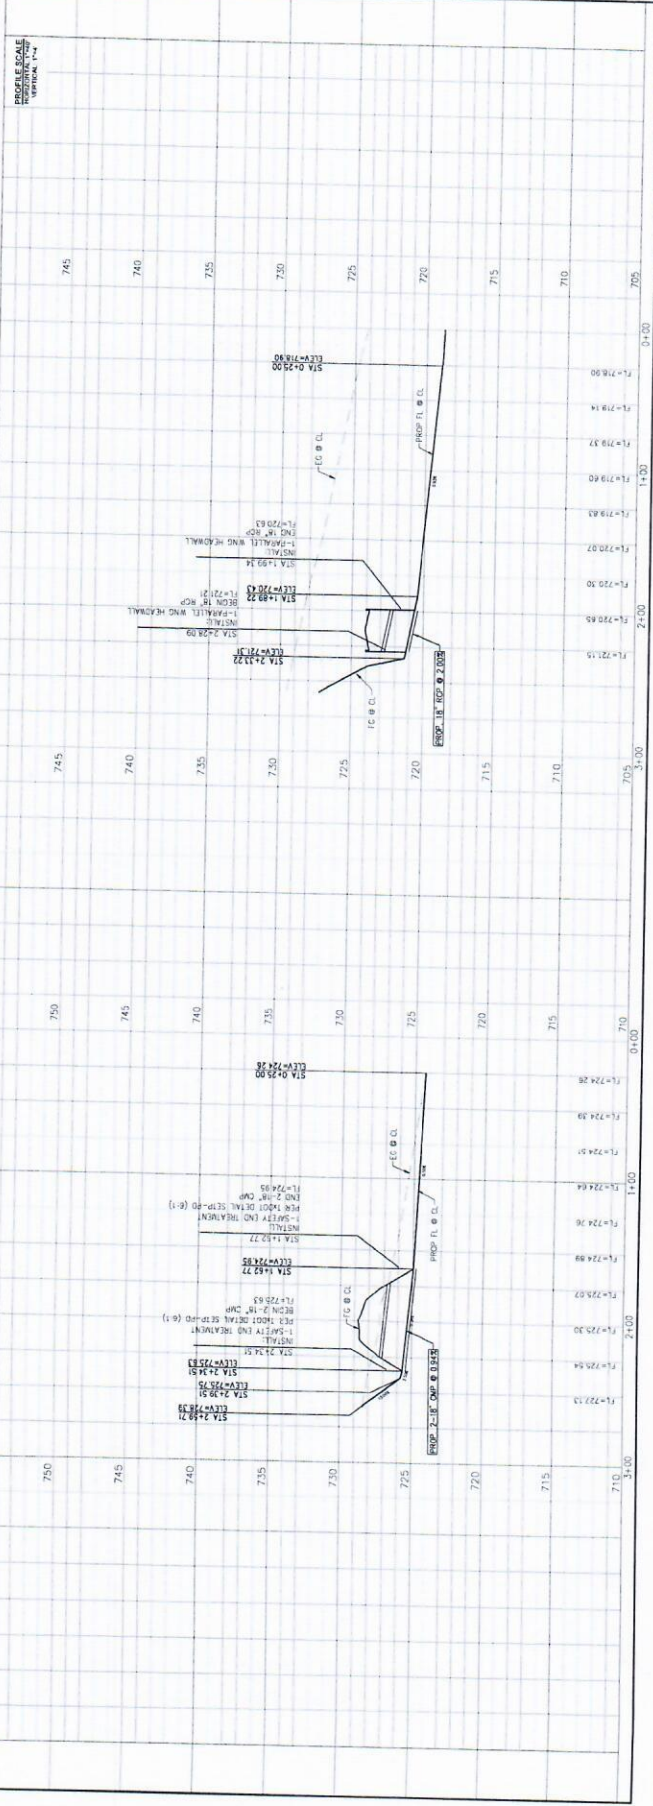 PROFILE SCALE
HORIZONTAL 1"=40'
VERTICAL 1"=4'
745
740
735
730
725
720
715
710
705
0+00
1+00
2+00
3+00
745
740
735
730
725
720
715
710
705
STA 0+25.00
ELEV=718.90
EG @ CL
PROP FL @ CL
STA 1+99.34
INSTALL:
1-PARALLEL WING HEADWALL
END 18" RCP
FL=720.63
STA 1+89.22
ELEV=720.43
STA 2+28.09
INSTALL:
1-PARALLEL WING HEADWALL
BEGIN 18" RCP
FL=721.21
STA 2+33.22
ELEV=721.31
FG @ CL
PROP. 18" RCP @ 2.00%
FL=718.90
FL=719.14
FL=719.37
FL=719.60
FL=719.83
FL=720.07
FL=720.30
FL=720.65
FL=721.15
750
745
740
735
730
725
720
715
710
0+00
1+00
2+00
3+00
750
745
740
735
730
725
720
715
710
STA 0+25.00
ELEV=724.26
EG @ CL
PROP FL @ CL
STA 1+62.77
INSTALL:
1-SAFETY END TREATMENT
PER TxDOT DETAIL SETP-PD (6:1)
END 2-18" CMP
FL=724.95
STA 1+62.77
ELEV=724.95
FG @ CL
STA 2+34.51
INSTALL:
1-SAFETY END TREATMENT
PER TxDOT DETAIL SETP-PD (6:1)
BEGIN 2-18" CMP
FL=725.63
STA 2+34.51
ELEV=725.63
STA 2+39.51
ELEV=725.75
STA 2+59.71
ELEV=728.39
PROP. 2-18" CMP @ 0.94%
FL=724.26
FL=724.39
FL=724.51
FL=724.64
FL=724.76
FL=724.89
FL=725.07
FL=725.30
FL=725.54
FL=727.13